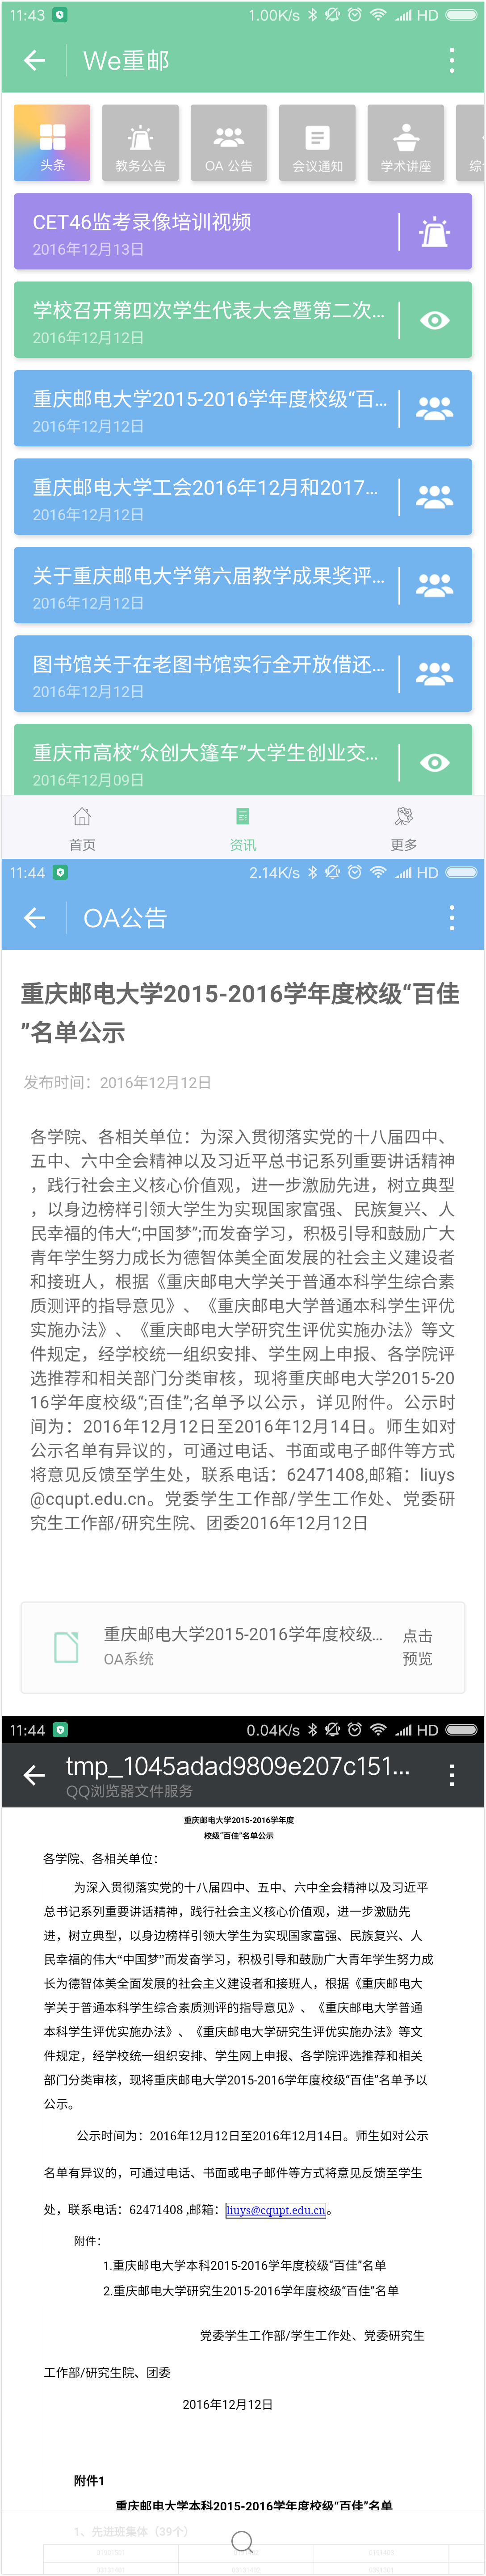 11:43 1.00K/s HD
We重邮
头条 教务公告 OA 公告 会议通知 学术讲座
CET46监考录像培训视频
2016年12月13日
学校召开第四次学生代表大会暨第二次...
2016年12月12日
重庆邮电大学2015-2016学年度校级“百...
2016年12月12日
重庆邮电大学工会2016年12月和2017...
2016年12月12日
关于重庆邮电大学第六届教学成果奖评...
2016年12月12日
图书馆关于在老图书馆实行全开放借还...
2016年12月12日
重庆市高校“众创大篷车”大学生创业交...
2016年12月09日
首页 资讯 更多
11:44 2.14K/s HD
OA公告
重庆邮电大学2015-2016学年度校级“百佳
”名单公示
发布时间：2016年12月12日
各学院、各相关单位：为深入贯彻落实党的十八届四中、
五中、六中全会精神以及习近平总书记系列重要讲话精神
，践行社会主义核心价值观，进一步激励先进，树立典型
，以身边榜样引领大学生为实现国家富强、民族复兴、人
民幸福的伟大“;中国梦”;而发奋学习，积极引导和鼓励广大
青年学生努力成长为德智体美全面发展的社会主义建设者
和接班人，根据《重庆邮电大学关于普通本科学生综合素
质测评的指导意见》、《重庆邮电大学普通本科学生评优
实施办法》、《重庆邮电大学研究生评优实施办法》等文
件规定，经学校统一组织安排、学生网上申报、各学院评
选推荐和相关部门分类审核，现将重庆邮电大学2015-20
16学年度校级“;百佳”;名单予以公示，详见附件。公示时
间为：2016年12月12日至2016年12月14日。师生如对
公示名单有异议的，可通过电话、书面或电子邮件等方式
将意见反馈至学生处，联系电话：62471408,邮箱：liuys
@cqupt.edu.cn。党委学生工作部/学生工作处、党委研
究生工作部/研究生院、团委2016年12月12日
重庆邮电大学2015-2016学年度校级... 点击
OA系统 预览
11:44 0.04K/s HD
tmp_1045adad9809e207c151...
QQ浏览器文件服务
重庆邮电大学2015-2016学年度
校级“百佳”名单公示
各学院、各相关单位：
为深入贯彻落实党的十八届四中、五中、六中全会精神以及习近平
总书记系列重要讲话精神，践行社会主义核心价值观，进一步激励先
进，树立典型，以身边榜样引领大学生为实现国家富强、民族复兴、人
民幸福的伟大“中国梦”而发奋学习，积极引导和鼓励广大青年学生努力成
长为德智体美全面发展的社会主义建设者和接班人，根据《重庆邮电大
学关于普通本科学生综合素质测评的指导意见》、《重庆邮电大学普通
本科学生评优实施办法》、《重庆邮电大学研究生评优实施办法》等文
件规定，经学校统一组织安排、学生网上申报、各学院评选推荐和相关
部门分类审核，现将重庆邮电大学2015-2016学年度校级“百佳”名单予以
公示。
公示时间为：2016年12月12日至2016年12月14日。师生如对公示
名单有异议的，可通过电话、书面或电子邮件等方式将意见反馈至学生
处，联系电话：62471408 ,邮箱：liuys@cqupt.edu.cn。
附件：
1.重庆邮电大学本科2015-2016学年度校级“百佳”名单
2.重庆邮电大学研究生2015-2016学年度校级“百佳”名单
党委学生工作部/学生工作处、党委研究生
工作部/研究生院、团委
2016年12月12日
附件1
重庆邮电大学本科2015-2016学年度校级“百佳”名单
1、先进班集体（39个）